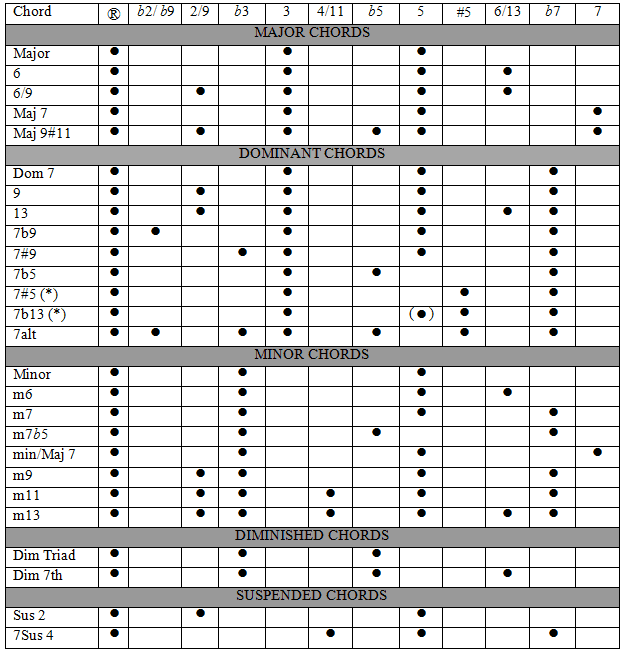 Chord ® b2/ b9 2/9 b3 3 4/11 b5 5 #5 6/13 b7 7
MAJOR CHORDS
Major ● ● ●
6 ● ● ● ●
6/9 ● ● ● ● ●
Maj 7 ● ● ● ●
Maj 9#11 ● ● ● ● ● ●
DOMINANT CHORDS
Dom 7 ● ● ● ●
9 ● ● ● ● ●
13 ● ● ● ● ● ●
7b9 ● ● ● ● ●
7#9 ● ● ● ● ●
7b5 ● ● ● ●
7#5 (*) ● ● ● ●
7b13 (*) ● ● (●) ● ●
7alt ● ● ● ● ● ● ●
MINOR CHORDS
Minor ● ● ●
m6 ● ● ● ●
m7 ● ● ● ●
m7b5 ● ● ● ●
min/Maj 7 ● ● ● ●
m9 ● ● ● ● ●
m11 ● ● ● ● ● ●
m13 ● ● ● ● ● ● ●
DIMINISHED CHORDS
Dim Triad ● ● ●
Dim 7th ● ● ● ●
SUSPENDED CHORDS
Sus 2 ● ● ●
7Sus 4 ● ● ● ●